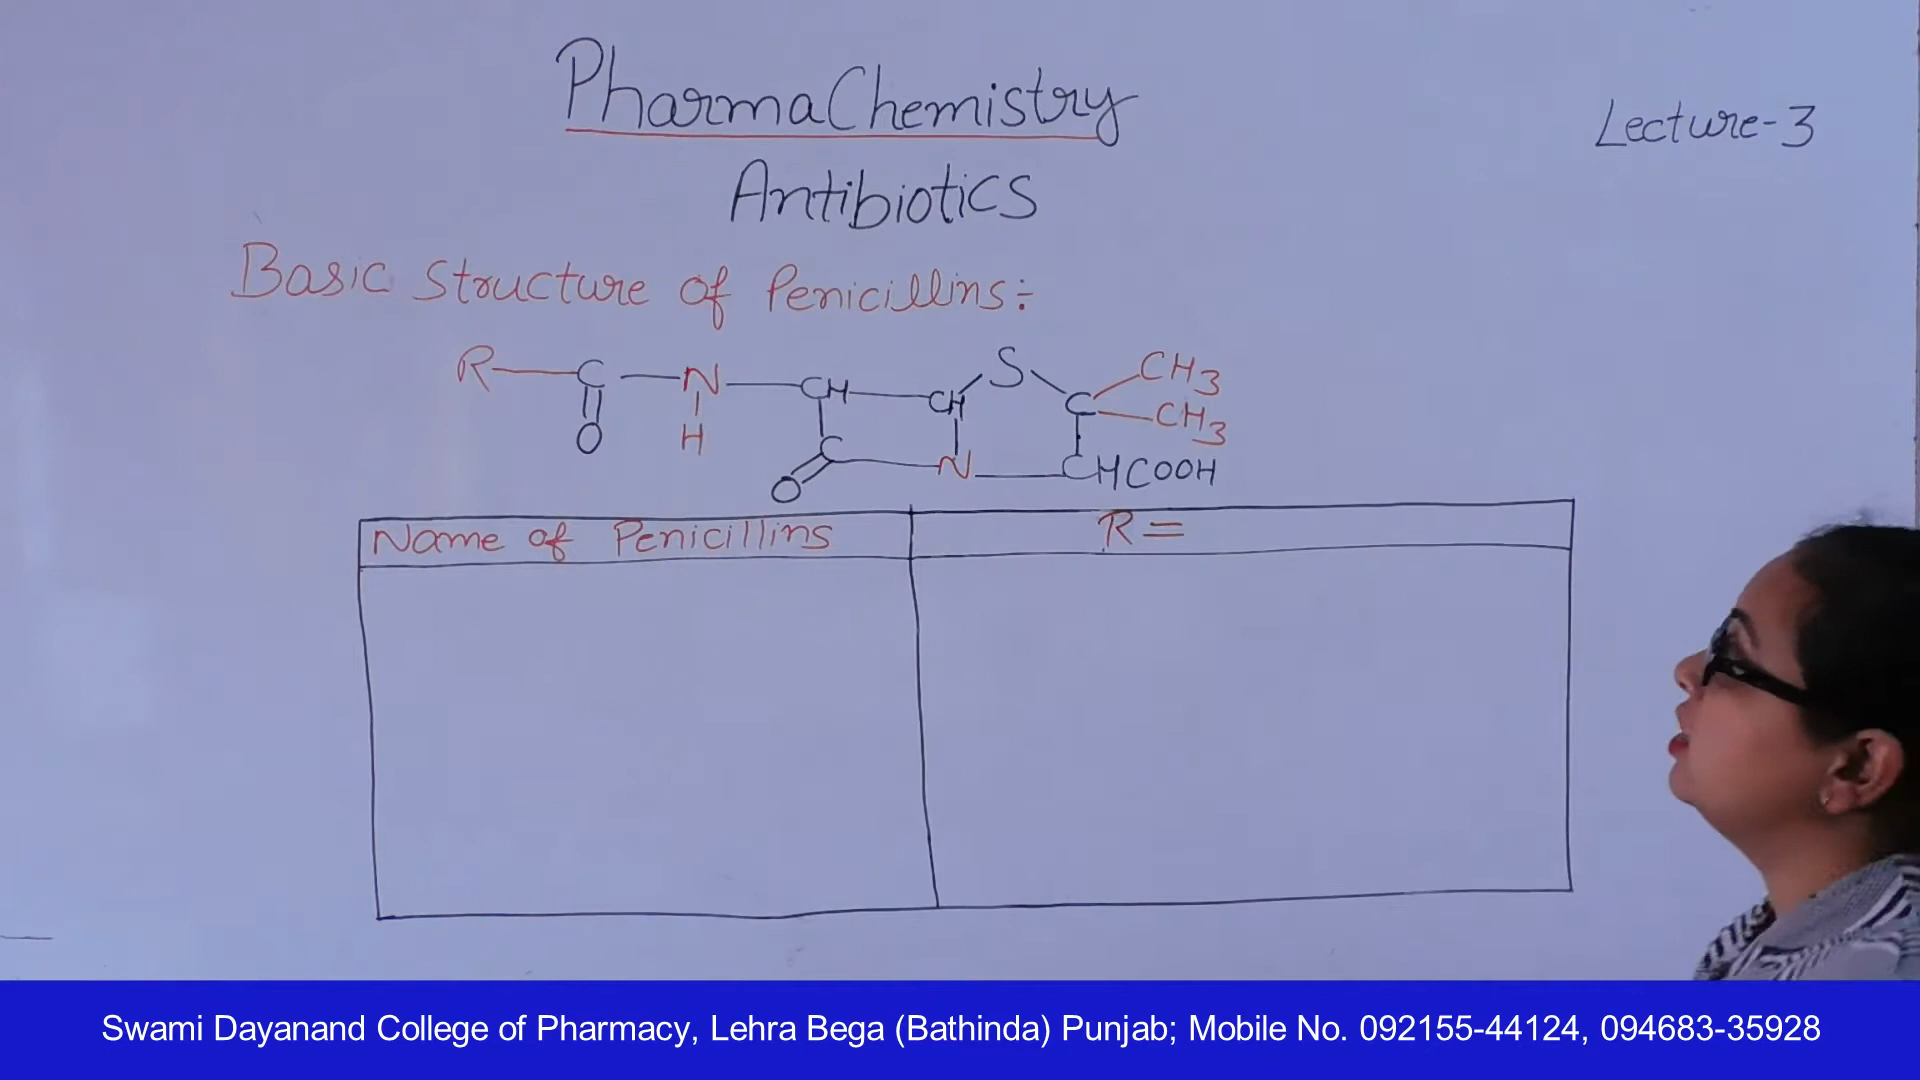 PharmaChemistry
Lecture-3
Antibiotics
Basic Structure of Penicillins:
R—C—N—CH—CH S C CH3
CH3
O H
C N CHCOOH
O
Name of Penicillins R=
Swami Dayanand College of Pharmacy, Lehra Bega (Bathinda) Punjab; Mobile No. 092155-44124, 094683-35928